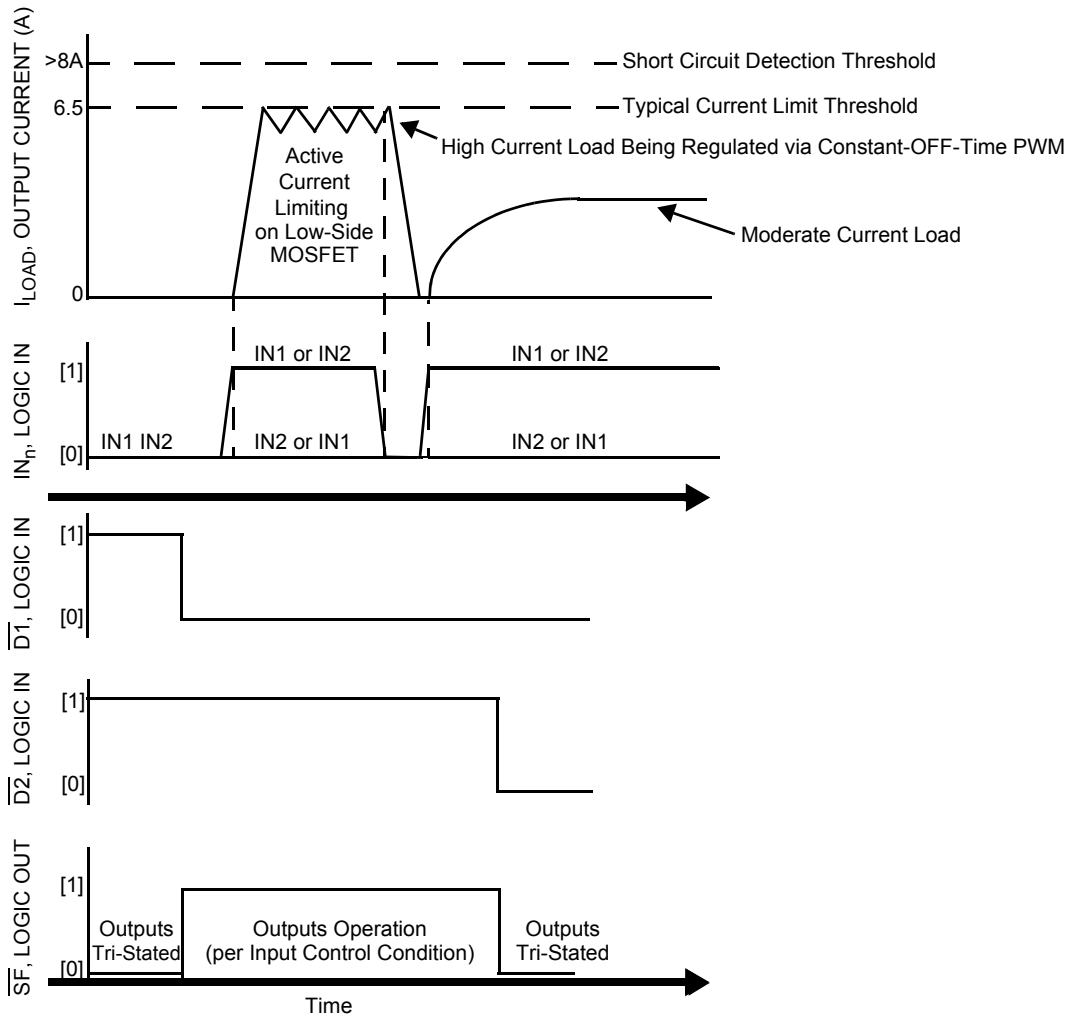 I_LOAD, OUTPUT CURRENT (A)
>8A
Short Circuit Detection Threshold
6.5
Typical Current Limit Threshold
High Current Load Being Regulated via Constant-OFF-Time PWM
Active
Current
Limiting
on Low-Side
MOSFET
Moderate Current Load
0
IN_n, LOGIC IN
[1]
IN1 or IN2
IN1 or IN2
[0]
IN1 IN2
IN2 or IN1
IN2 or IN1
D1, LOGIC IN
[1]
[0]
D2, LOGIC IN
[1]
[0]
SF, LOGIC OUT
[1]
[0]
Outputs
Tri-Stated
Outputs Operation
(per Input Control Condition)
Outputs
Tri-Stated
Time